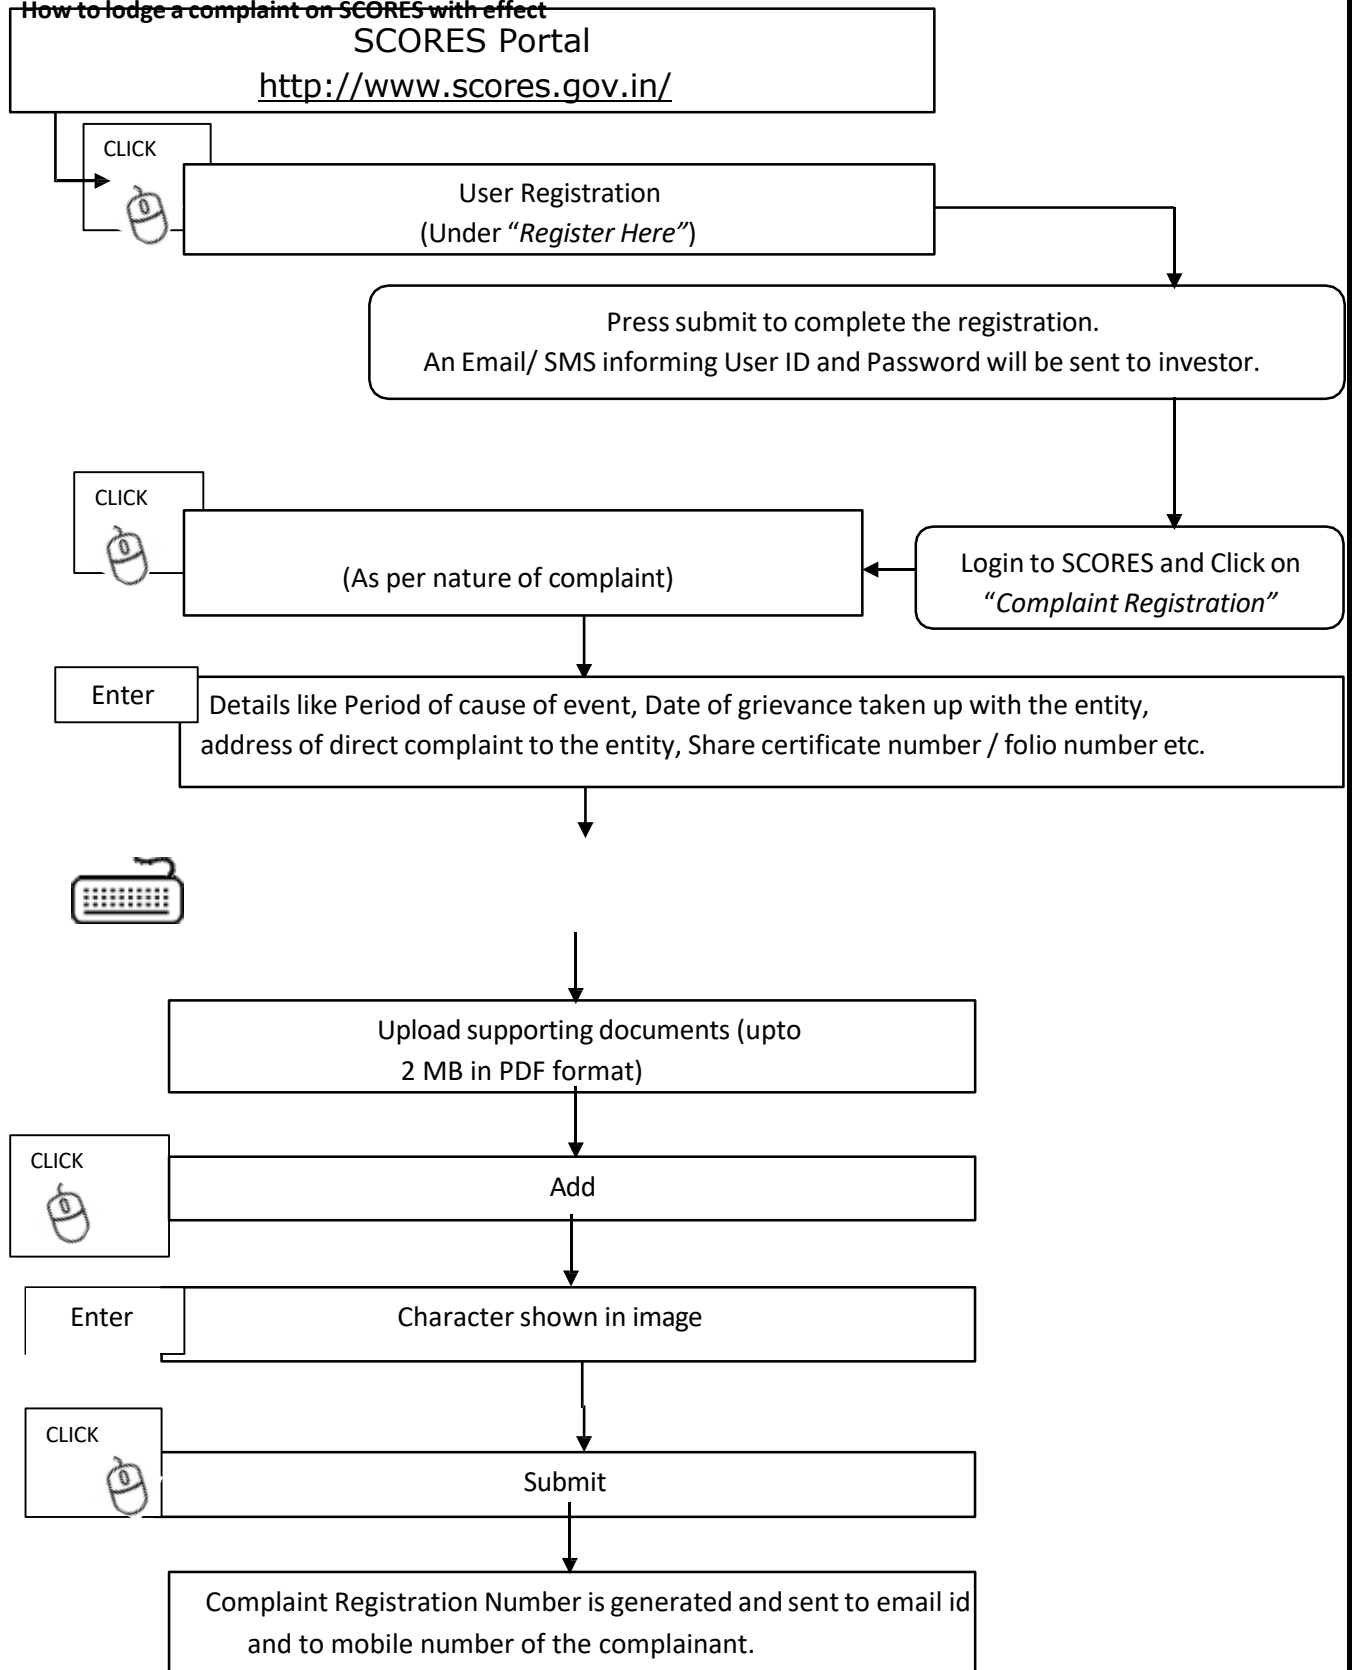 How to lodge a complaint on SCORES with effect
SCORES Portal
http://www.scores.gov.in/
CLICK
User Registration
(Under “Register Here”)
Press submit to complete the registration.
An Email/ SMS informing User ID and Password will be sent to investor.
CLICK
(As per nature of complaint)
Login to SCORES and Click on
“Complaint Registration”
Enter
Details like Period of cause of event, Date of grievance taken up with the entity,
address of direct complaint to the entity, Share certificate number / folio number etc.
Upload supporting documents (upto
2 MB in PDF format)
CLICK
Add
Enter
Character shown in image
CLICK
Submit
Complaint Registration Number is generated and sent to email id
and to mobile number of the complainant.